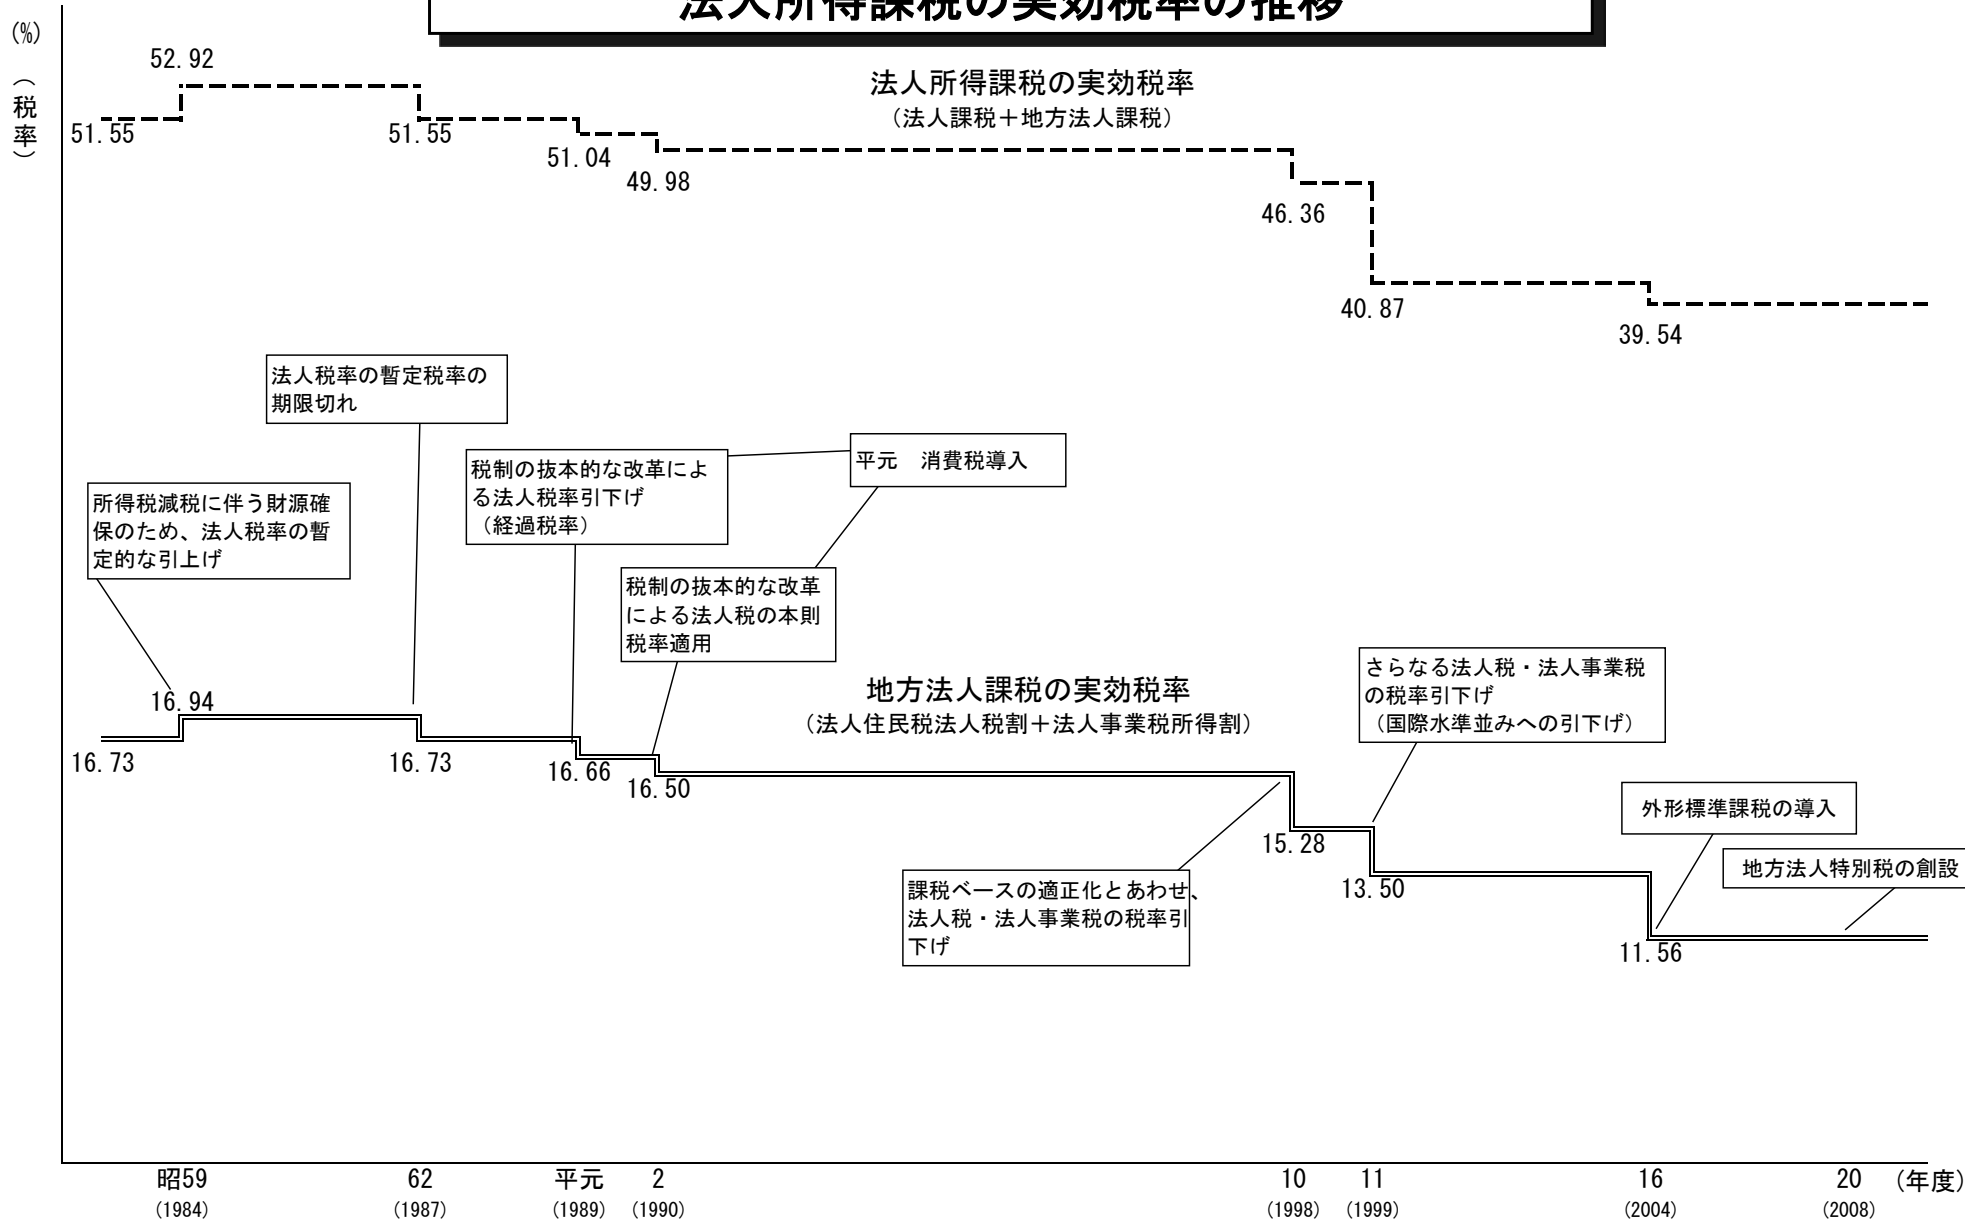 法人所得課税の実効税率の推移
(%)
（税率）
52.92
51.55
51.55
51.04
49.98
46.36
40.87
39.54
法人所得課税の実効税率
（法人課税＋地方法人課税）
法人税率の暫定税率の
期限切れ
税制の抜本的な改革によ
る法人税率引下げ
（経過税率）
平元　消費税導入
所得税減税に伴う財源確
保のため、法人税率の暫
定的な引上げ
税制の抜本的な改革
による法人税の本則
税率適用
地方法人課税の実効税率
（法人住民税法人税割＋法人事業税所得割）
さらなる法人税・法人事業税
の税率引下げ
（国際水準並みへの引下げ）
16.94
16.73
16.73
16.66
16.50
15.28
13.50
11.56
外形標準課税の導入
地方法人特別税の創設
課税ベースの適正化とあわせ、
法人税・法人事業税の税率引
下げ
昭59 62 平元 2 10 11 16 20 (年度)
(1984) (1987) (1989) (1990) (1998) (1999) (2004) (2008)